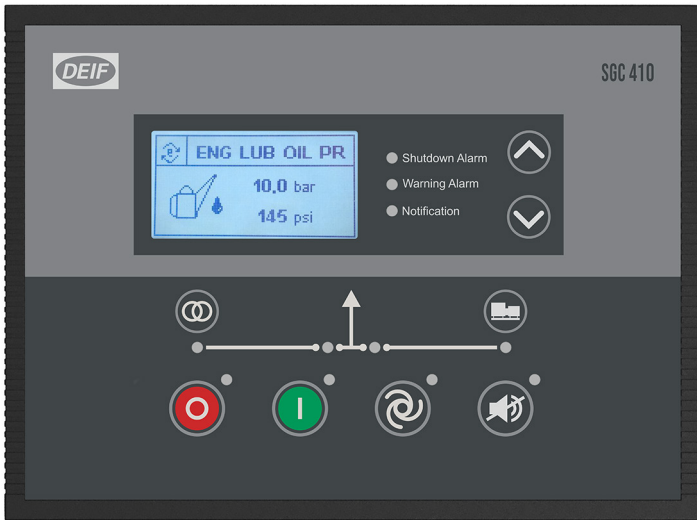 DEIF
SGC 410
ENG LUB OIL PR
10,0 bar
145 psi
Shutdown Alarm
Warning Alarm
Notification